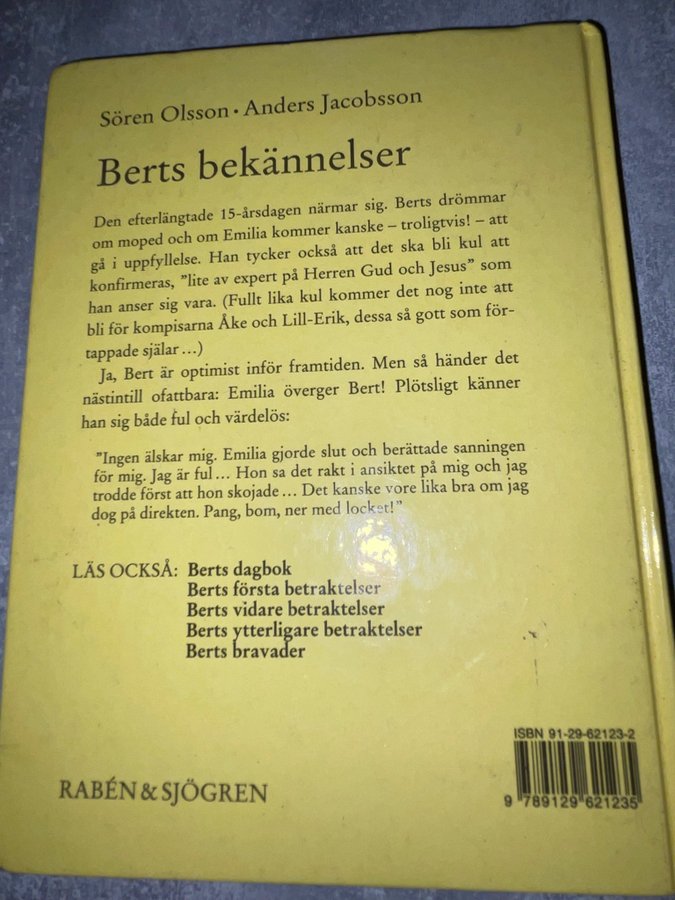 Sören Olsson • Anders Jacobsson
Berts bekännelser
Den efterlängtade 15-årsdagen närmar sig. Berts drömmar
om moped och om Emilia kommer kanske – troligtvis! – att
gå i uppfyllelse. Han tycker också att det ska bli kul att
konfirmeras, ”lite av expert på Herren Gud och Jesus” som
han anser sig vara. (Fullt lika kul kommer det nog inte att
bli för kompisarna Åke och Lill-Erik, dessa så gott som för-
tappade själar ...)
Ja, Bert är optimist inför framtiden. Men så händer det
nästintill ofattbara: Emilia överger Bert! Plötsligt känner
han sig både ful och värdelös:
”Ingen älskar mig. Emilia gjorde slut och berättade sanningen
för mig. Jag är ful ... Hon sa det rakt i ansiktet på mig och jag
trodde först att hon skojade ... Det kanske vore lika bra om jag
dog på direkten. Pang, bom, ner med locket!”
LÄS OCKSÅ: Berts dagbok
Berts första betraktelser
Berts vidare betraktelser
Berts ytterligare betraktelser
Berts bravader
ISBN 91-29-62123-2
RABÉN & SJÖGREN
9 789129 621235